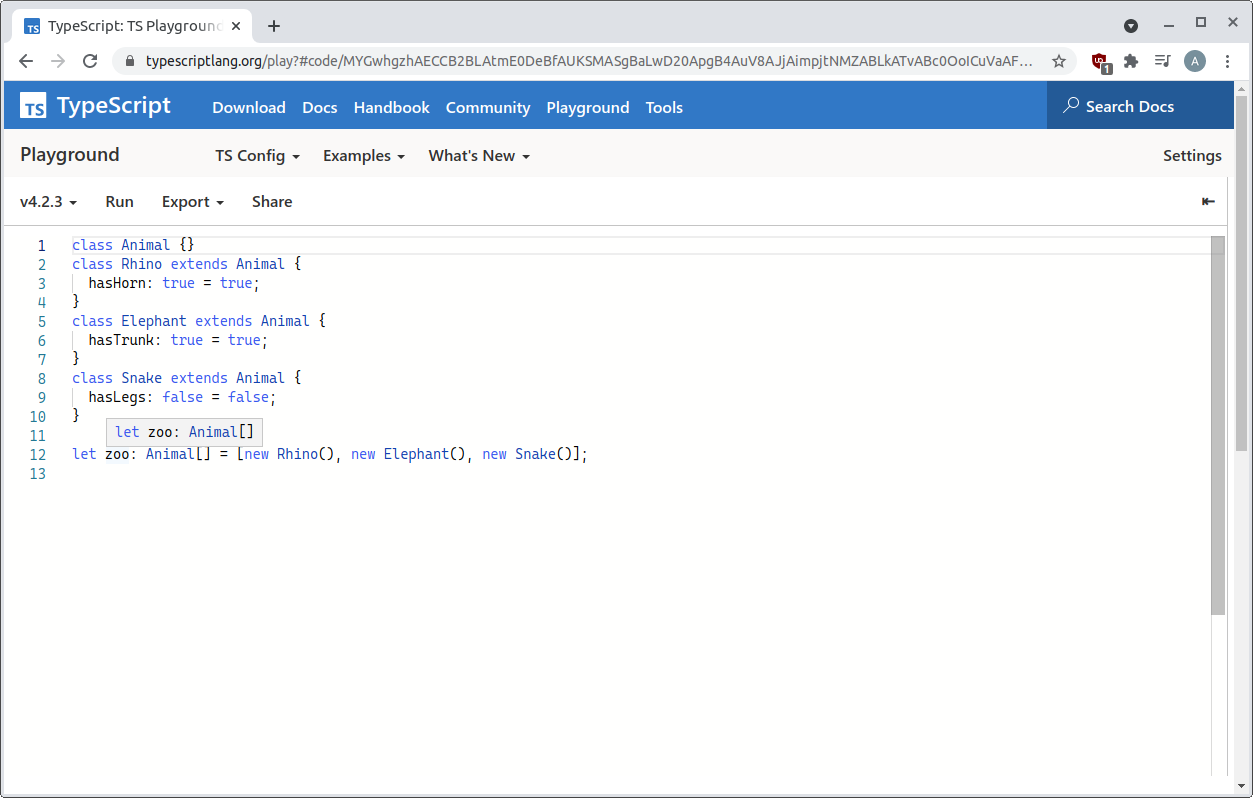 TypeScript: TS Playground
typescriptlang.org/play?#code/MYGwhgzhAECCB2BLAtmE0DeBfAUKSMASgBaLwD20ApgB4AuV8AJjAimpjtNMZABLkATvABc0OoICuVaAF...
1
A
TS TypeScript
Download Docs Handbook Community Playground Tools
Search Docs
Playground
TS Config Examples What's New
Settings
v4.2.3 Run Export Share
1 class Animal {}
2 class Rhino extends Animal {
3 hasHorn: true = true;
4 }
5 class Elephant extends Animal {
6 hasTrunk: true = true;
7 }
8 class Snake extends Animal {
9 hasLegs: false = false;
10 }
11 let zoo: Animal[]
12 let zoo: Animal[] = [new Rhino(), new Elephant(), new Snake()];
13